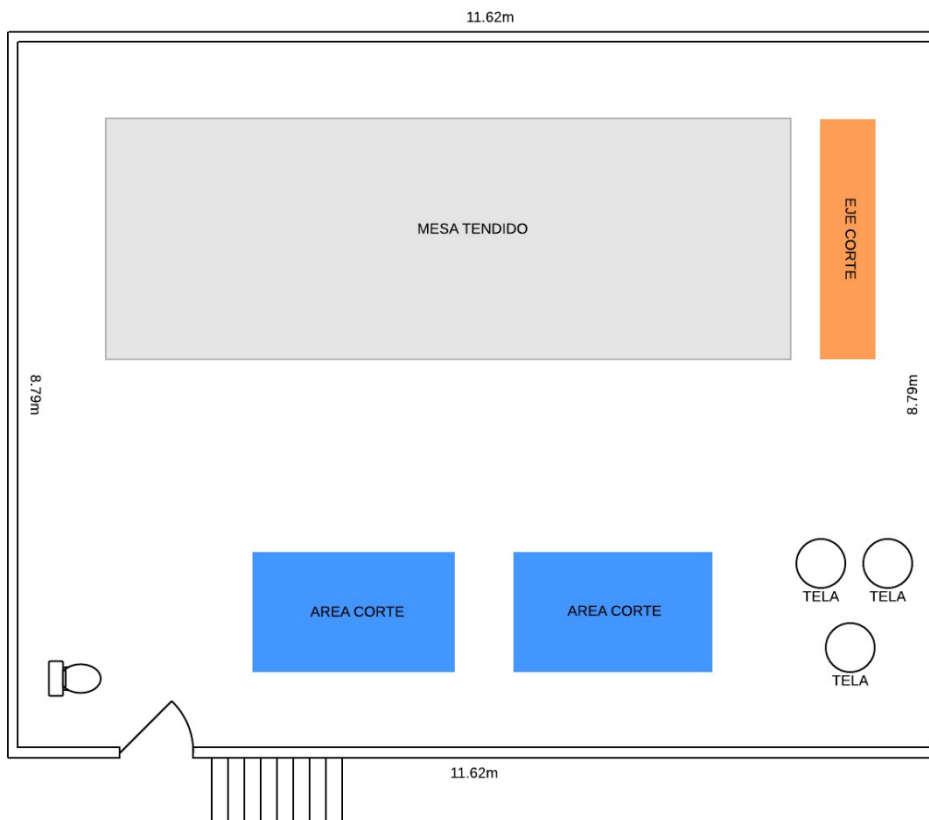 11.62m
MESA TENDIDO
EJE CORTE
8.79m
8.79m
TELA
TELA
AREA CORTE
AREA CORTE
TELA
11.62m